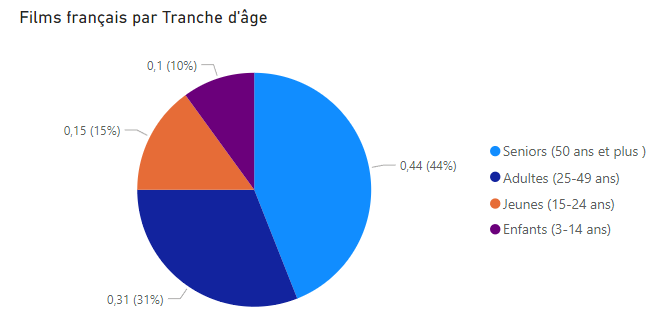 Films français par Tranche d'âge
0,1 (10%)
0,15 (15%)
0,44 (44%)
0,31 (31%)
Seniors (50 ans et plus )
Adultes (25-49 ans)
Jeunes (15-24 ans)
Enfants (3-14 ans)